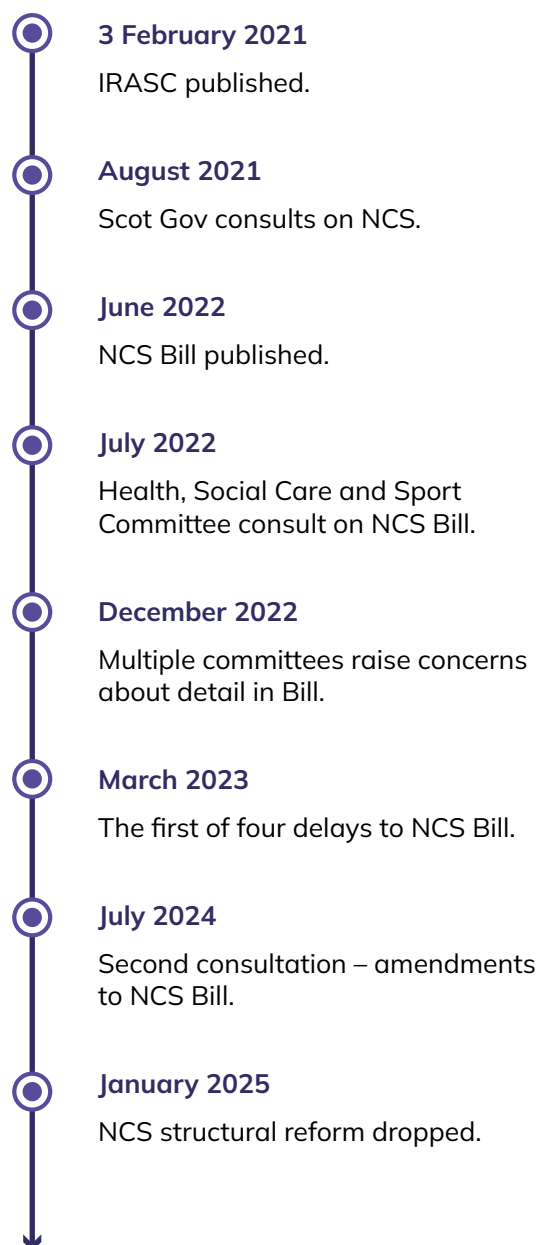 3 February 2021
IRASC published.
August 2021
Scot Gov consults on NCS.
June 2022
NCS Bill published.
July 2022
Health, Social Care and Sport
Committee consult on NCS Bill.
December 2022
Multiple committees raise concerns
about detail in Bill.
March 2023
The first of four delays to NCS Bill.
July 2024
Second consultation – amendments
to NCS Bill.
January 2025
NCS structural reform dropped.